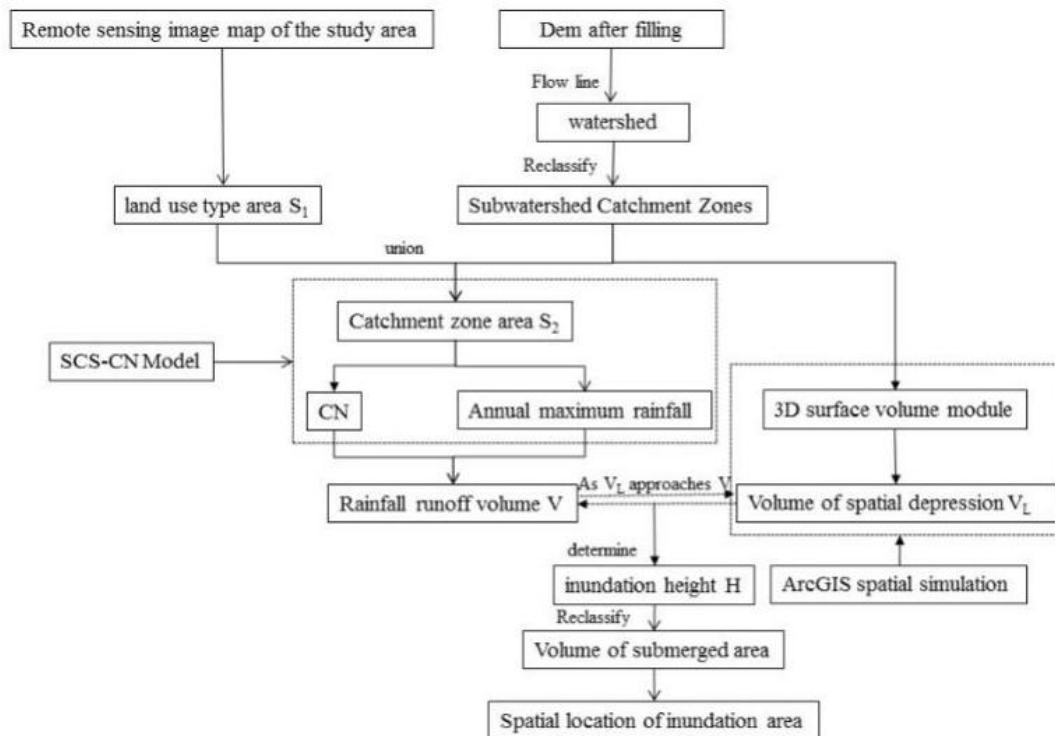 Remote sensing image map of the study area
Dem after filling
Flow line
watershed
Reclassify
land use type area S₁
Subwatershed Catchment Zones
union
Catchment zone area S₂
SCS-CN Model
CN
Annual maximum rainfall
3D surface volume module
As V_L approaches V
Rainfall runoff volume V
Volume of spatial depression V_L
determine
inundation height H
ArcGIS spatial simulation
Reclassify
Volume of submerged area
Spatial location of inundation area